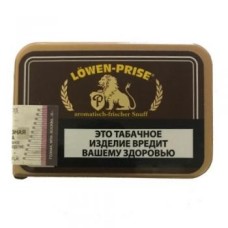 LÖWEN-PRISE®
P
aromatisch-frischer Snuff
ЭТО ТАБАЧНОЕ
ИЗДЕЛИЕ ВРЕДИТ
ВАШЕМУ ЗДОРОВЬЮ